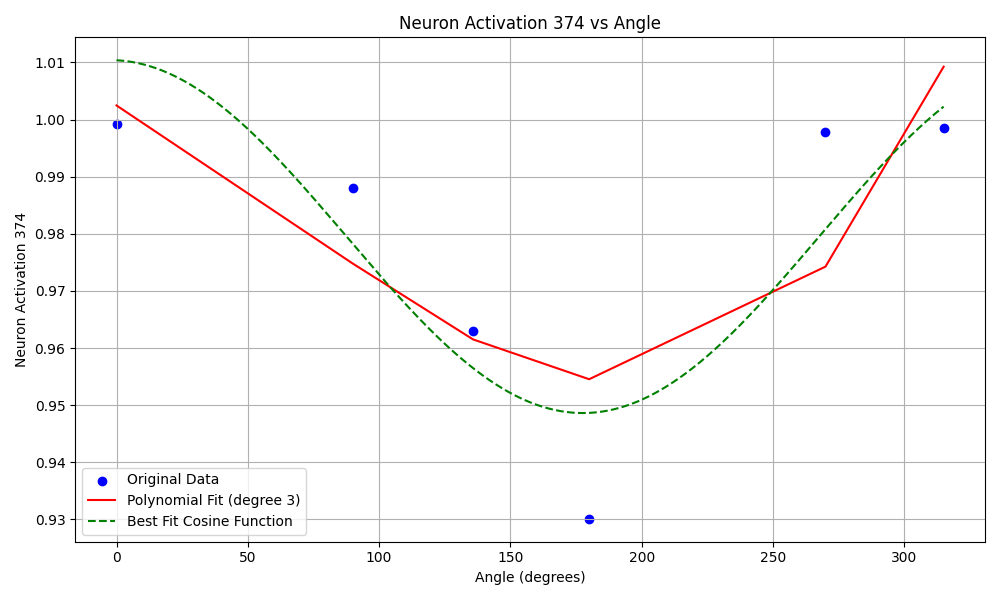 Neuron Activation 374 vs Angle
Neuron Activation 374
1.01
1.00
0.99
0.98
0.97
0.96
0.95
0.94
0.93
Original Data
Polynomial Fit (degree 3)
Best Fit Cosine Function
0
50
100
150
200
250
300
Angle (degrees)